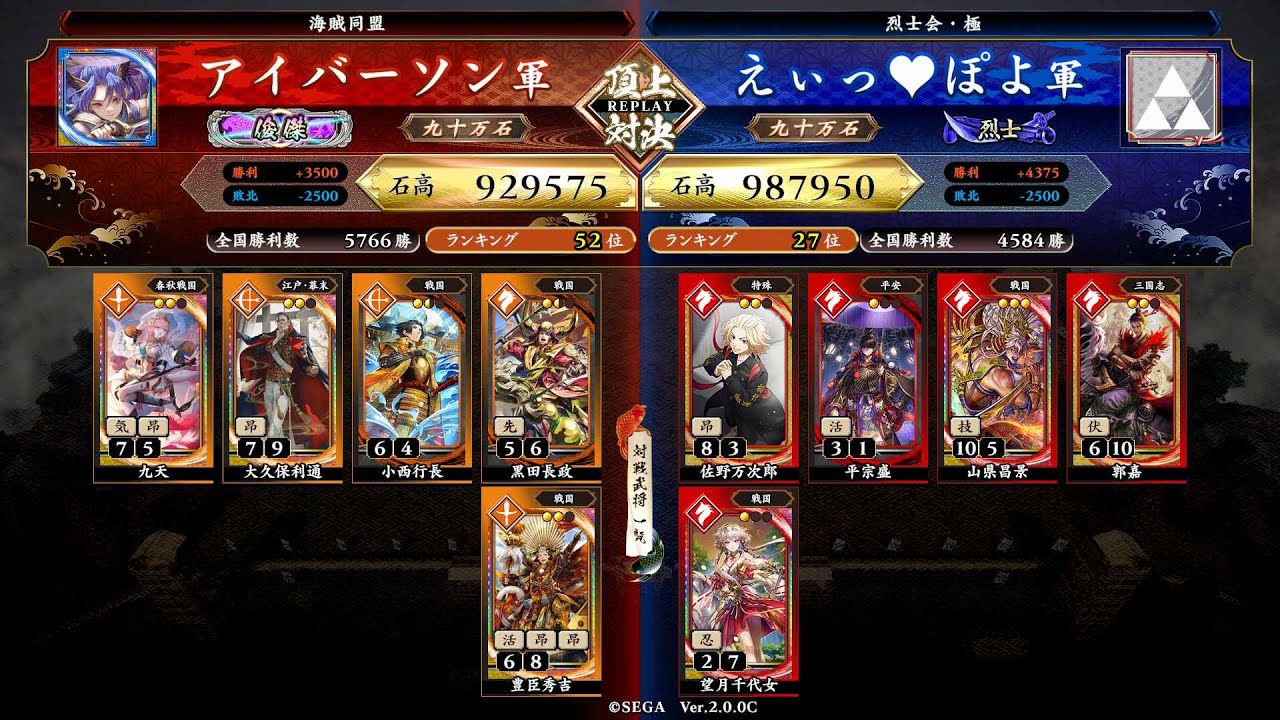 海賊同盟
烈士会・極
アイバーソン軍
頂上
REPLAY
対決
えぃっ♥ぽよ軍
俊傑
九十万石
九十万石
烈士
勝利 +3500
敗北 -2500
石高 929575
石高 987950
勝利 +4375
敗北 -2500
全国勝利数 5766勝
ランキング 52位
ランキング 27位
全国勝利数 4584勝
春秋戦国
気 昂
7 5
九天
江戸・幕末
昂
7 9
大久保利通
戦国
6 4
小西行長
戦国
先
5 6
黒田長政
対戦武将一覧
特殊
昂
8 3
佐野万次郎
平安
活
3 1
平宗盛
戦国
技
10 5
山県昌景
三国志
伏
6 10
郭嘉
戦国
活 昂 昂
6 8
豊臣秀吉
戦国
忍
2 7
望月千代女
©SEGA Ver.2.0.0C